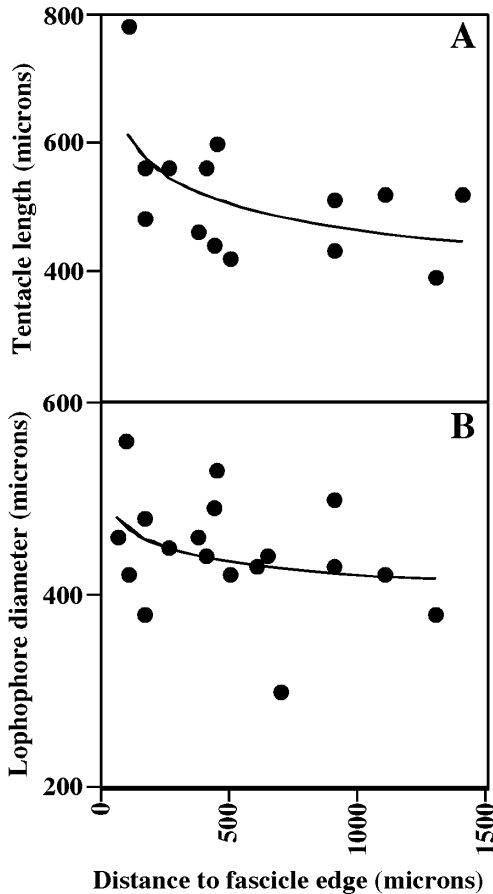 800
A
600
400
Tentacle length (microns)
600
B
400
200
Lophophore diameter (microns)
0
500
1000
1500
Distance to fascicle edge (microns)